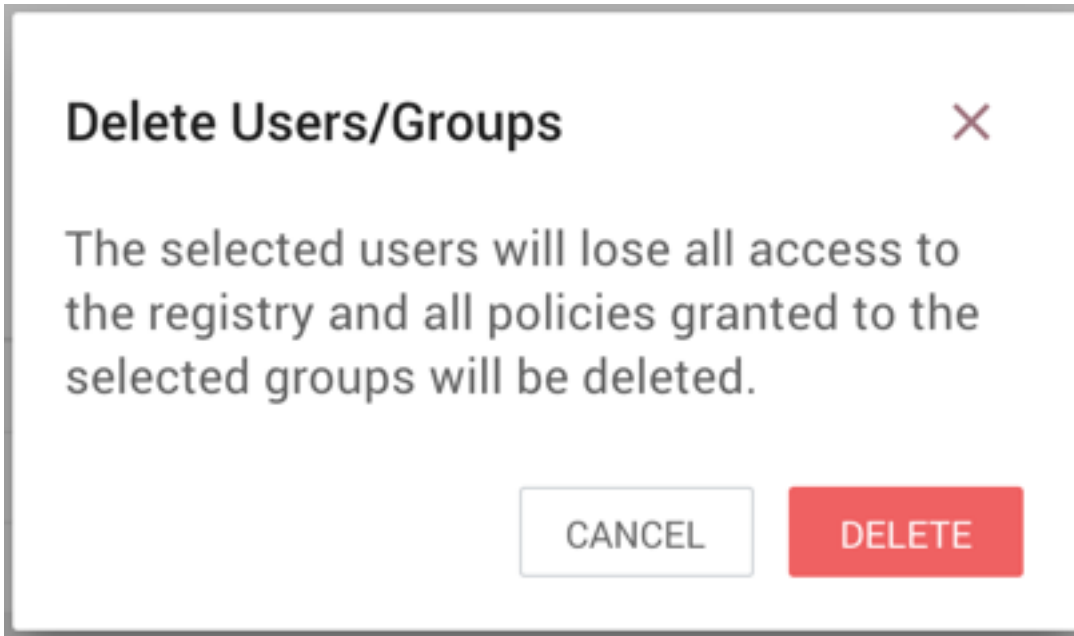 Delete Users/Groups
The selected users will lose all access to
the registry and all policies granted to the
selected groups will be deleted.
CANCEL
DELETE